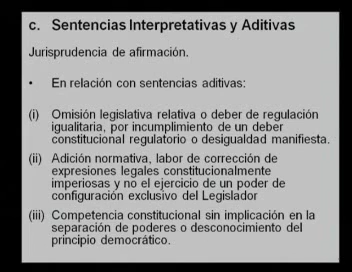 c. Sentencias Interpretativas y Aditivas
Jurisprudencia de afirmación.
• En relación con sentencias aditivas:
(i) Omisión legislativa relativa o deber de regulación
igualitaria, por incumplimiento de un deber
constitucional regulatorio o desigualdad manifiesta.
(ii) Adición normativa, labor de corrección de
expresiones legales constitucionalmente
imperiosas y no el ejercicio de un poder de
configuración exclusivo del Legislador
(iii) Competencia constitucional sin implicación en la
separación de poderes o desconocimiento del
principio democrático.